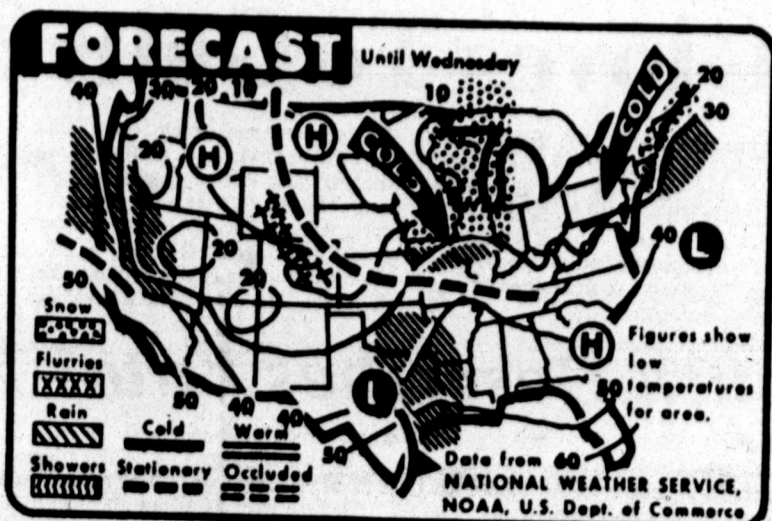 FORECAST Until Wednesday
40 30 20 10 10 20 30
H H COLD COLD
20
20 20 40 L
50
Snow
Flurries
Rain
Showers
Cold Warm
Stationary Occluded
50 40 40 50 60
L H
Figures show
low
temperatures
for area.
Data from
NATIONAL WEATHER SERVICE,
NOAA, U.S. Dept. of Commerce